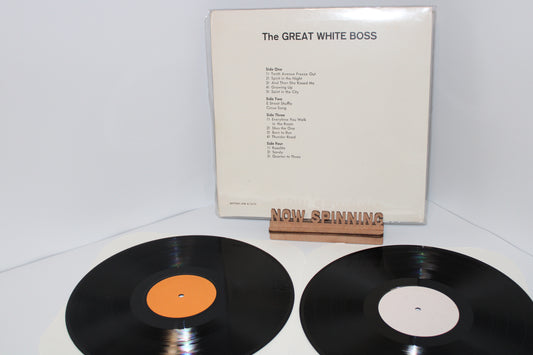 The GREAT WHITE BOSS
Side One
1) Tenth Avenue Freeze Out
2) Spirit in the Night
3) And Then She Kissed Me
4) Growing Up
5) Saint in the City
Side Two
E Street Shuffle
Circus Song
Side Three
1) Everytime You Walk
in the Room
2) She's the One
3) Born to Run
4) Thunder Road
Side Four
1) Rosalita
2) Sandy
3) Quarter to Three
NOW SPINNING